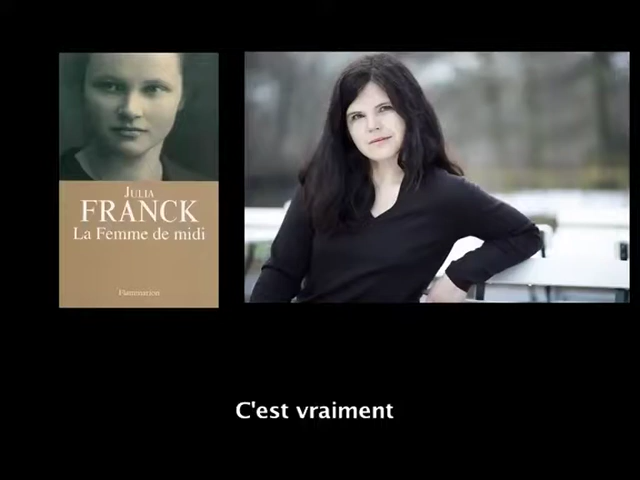 JULIA
FRANCK
La Femme de midi
Flammarion
C'est vraiment